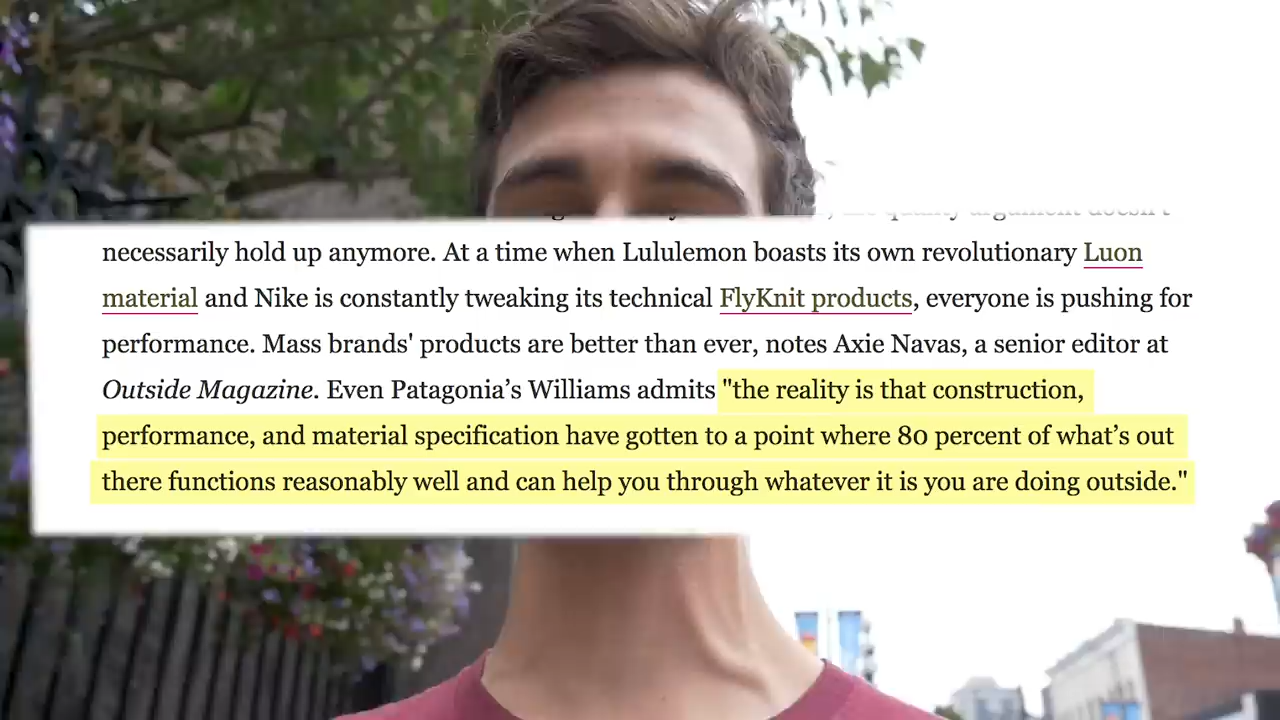 quality argument doesn't
necessarily hold up anymore. At a time when Lululemon boasts its own revolutionary Luon
material and Nike is constantly tweaking its technical FlyKnit products, everyone is pushing for
performance. Mass brands' products are better than ever, notes Axie Navas, a senior editor at
Outside Magazine. Even Patagonia’s Williams admits "the reality is that construction,
performance, and material specification have gotten to a point where 80 percent of what’s out
there functions reasonably well and can help you through whatever it is you are doing outside."